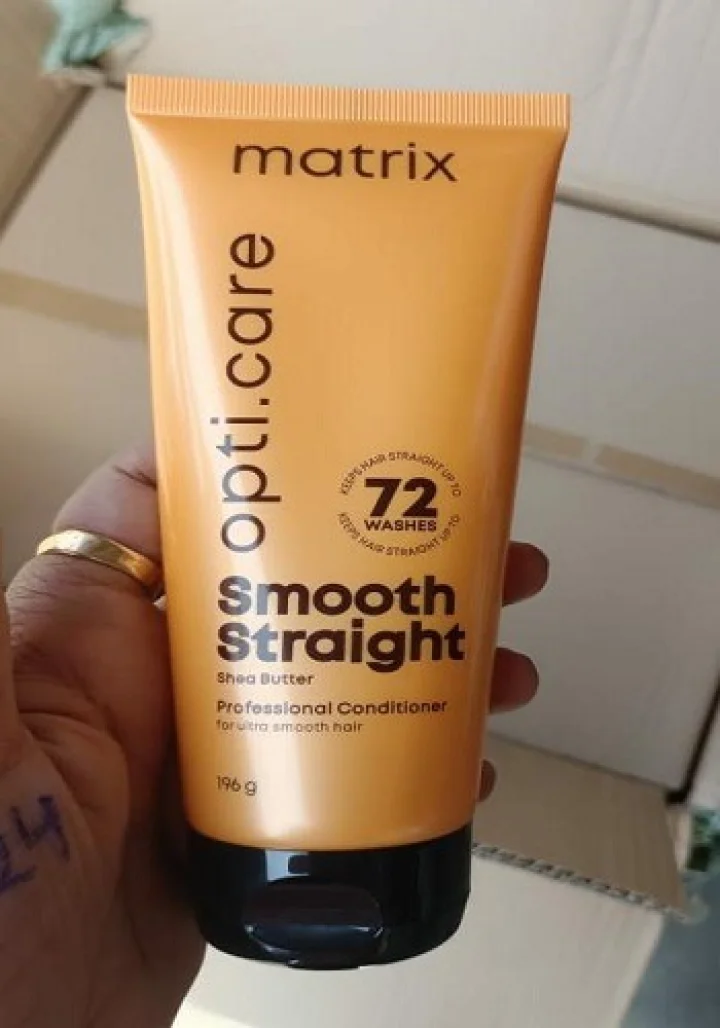 matrix
opti.care
KEEPS HAIR STRAIGHT UP TO
72
WASHES
KEEPS HAIR STRAIGHT UP TO
Smooth
Straight
Shea Butter
Professional Conditioner
for ultra smooth hair
196 g